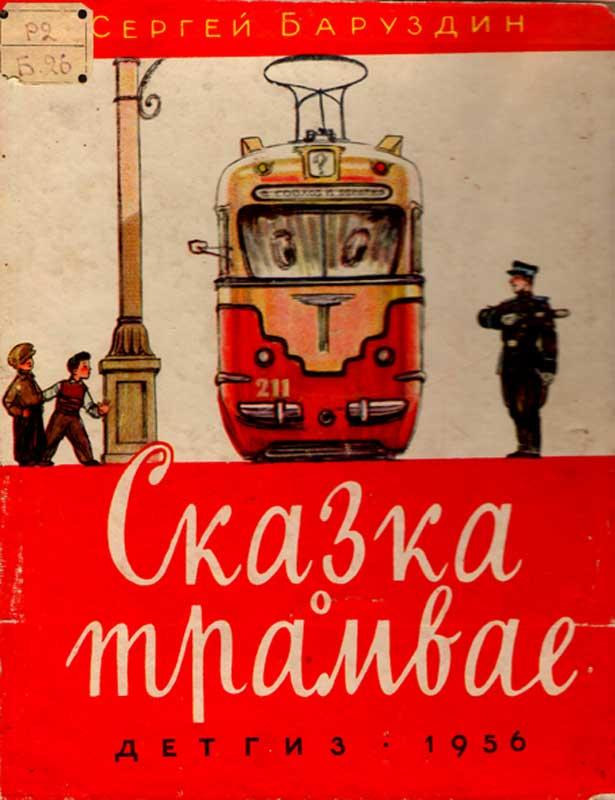 Р2
Б.26
СЕРГЕЙ БАРУЗДИН
?
211
Сказка
о
трамвае
ДЕТГИЗ · 1956